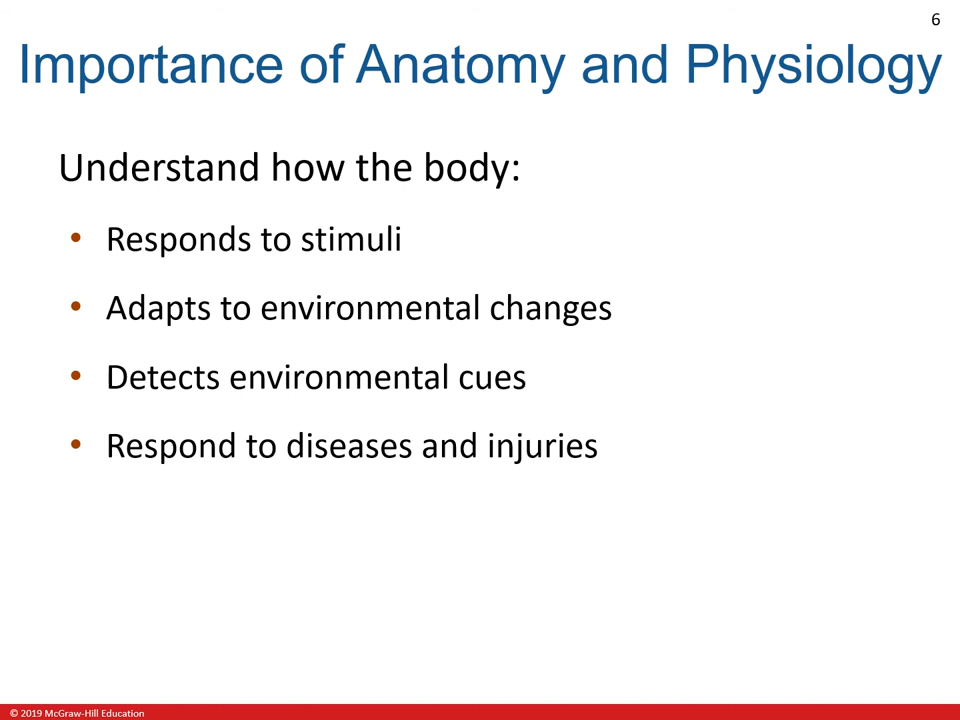 6
Importance of Anatomy and Physiology
Understand how the body:
• Responds to stimuli
• Adapts to environmental changes
• Detects environmental cues
• Respond to diseases and injuries
© 2019 McGraw-Hill Education